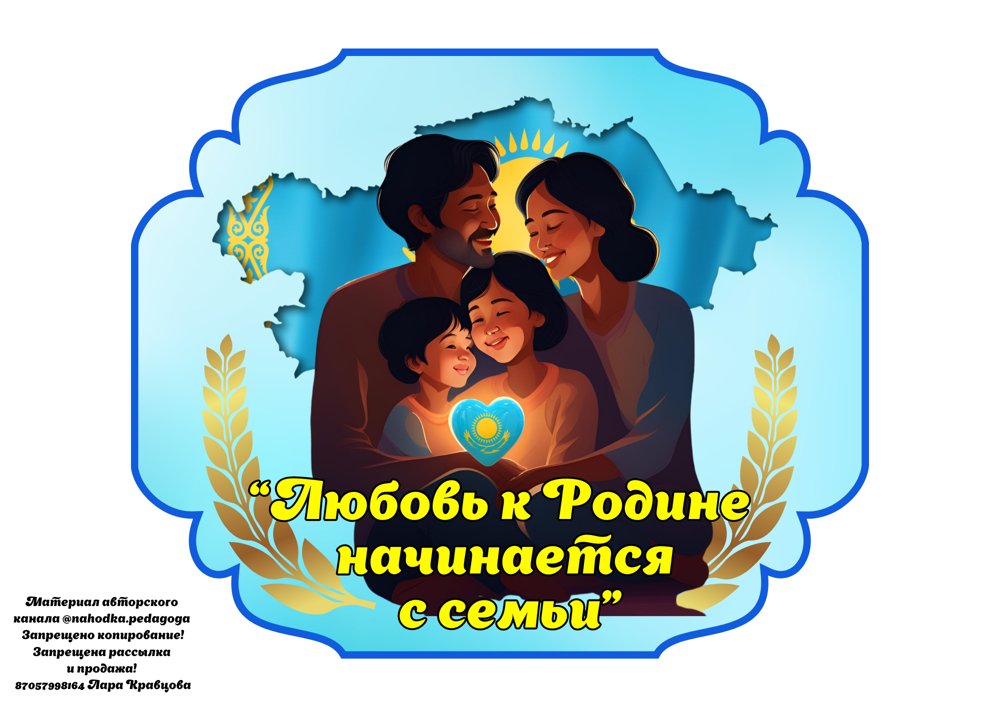 “Любовь к Родине
начинается
с семьи”
Материал авторского
канала @nahodka.pedagoga
Запрещено копирование!
Запрещена рассылка
и продажа!
87057998164 Лара Кравцова